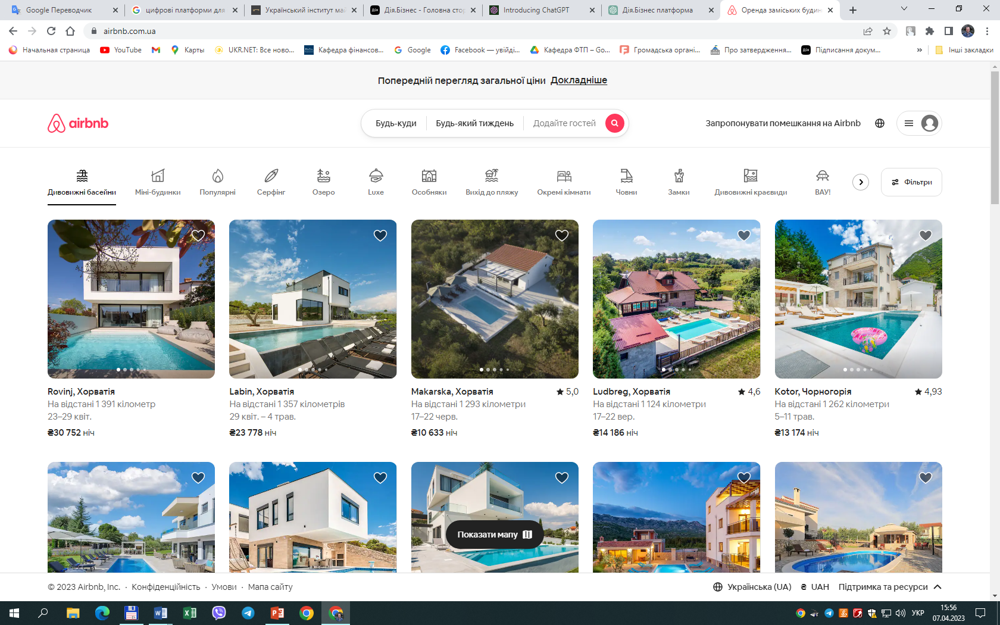 Google Переводчик
цифрові платформи для
Український інститут май
Дія.Бізнес - Головна стор
Introducing ChatGPT
Дія.Бізнес платформа
Оренда заміських будин
airbnb.com.ua
Начальная страница
YouTube
Карты
UKR.NET: Все ново...
Кафедра фінансов...
Google
Facebook — увійді...
Кафедра ФТП – Go...
Громадська органі...
Про затвердження...
Підписання докум...
»
Інші закладки
Попередній перегляд загальної ціни Докладніше
airbnb
Будь-куди
Будь-який тиждень
Додайте гостей
Запропонувати помешкання на Airbnb
Дивовижні басейни
Міні-будинки
Популярні
Серфінг
Озеро
Luxe
Особняки
Вихід до пляжу
Окремі кімнати
Човни
Замки
Дивовижні краєвиди
ВАУ!
Фільтри
Rovinj, Хорватія
На відстані 1 391 кілометр
23–29 квіт.
₴30 752 ніч
Labin, Хорватія
На відстані 1 357 кілометрів
29 квіт. – 4 трав.
₴23 778 ніч
Makarska, Хорватія ★ 5,0
На відстані 1 293 кілометри
17–22 черв.
₴10 633 ніч
Ludbreg, Хорватія ★ 4,6
На відстані 1 124 кілометри
17–22 вер.
₴14 186 ніч
Kotor, Чорногорія ★ 4,93
На відстані 1 262 кілометри
5–11 трав.
₴13 174 ніч
Показати мапу
© 2023 Airbnb, Inc. · Конфіденційність · Умови · Мапа сайту
Українська (UA) ₴ UAH Підтримка та ресурси
УКР
15:56
07.04.2023